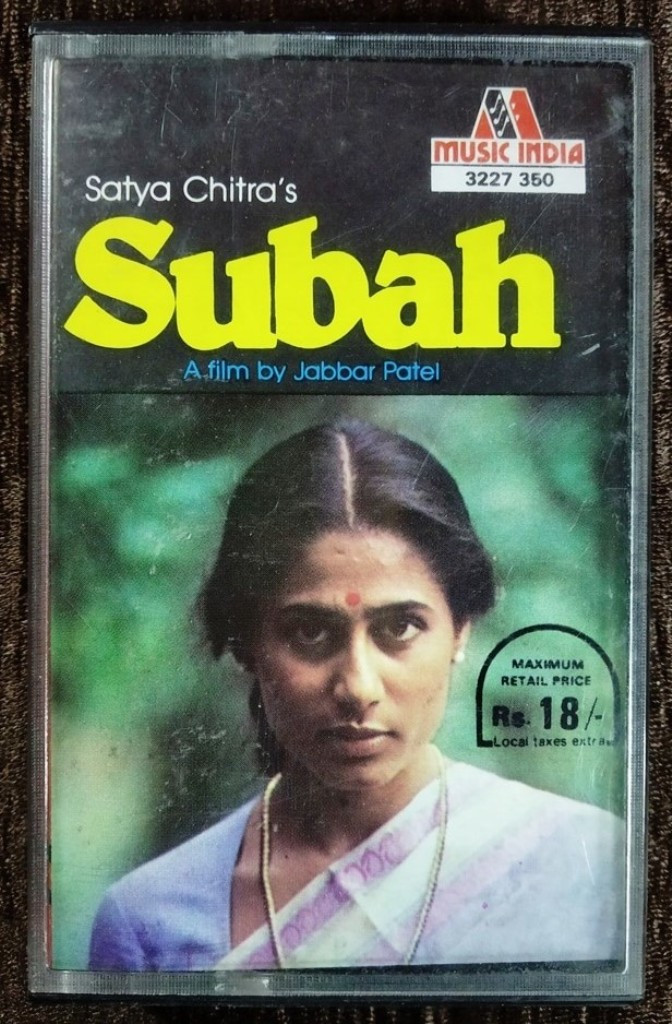 MUSIC INDIA
3227 350
Satya Chitra's
Subah
A film by Jabbar Patel
MAXIMUM
RETAIL PRICE
Rs. 18/-
Local taxes extra